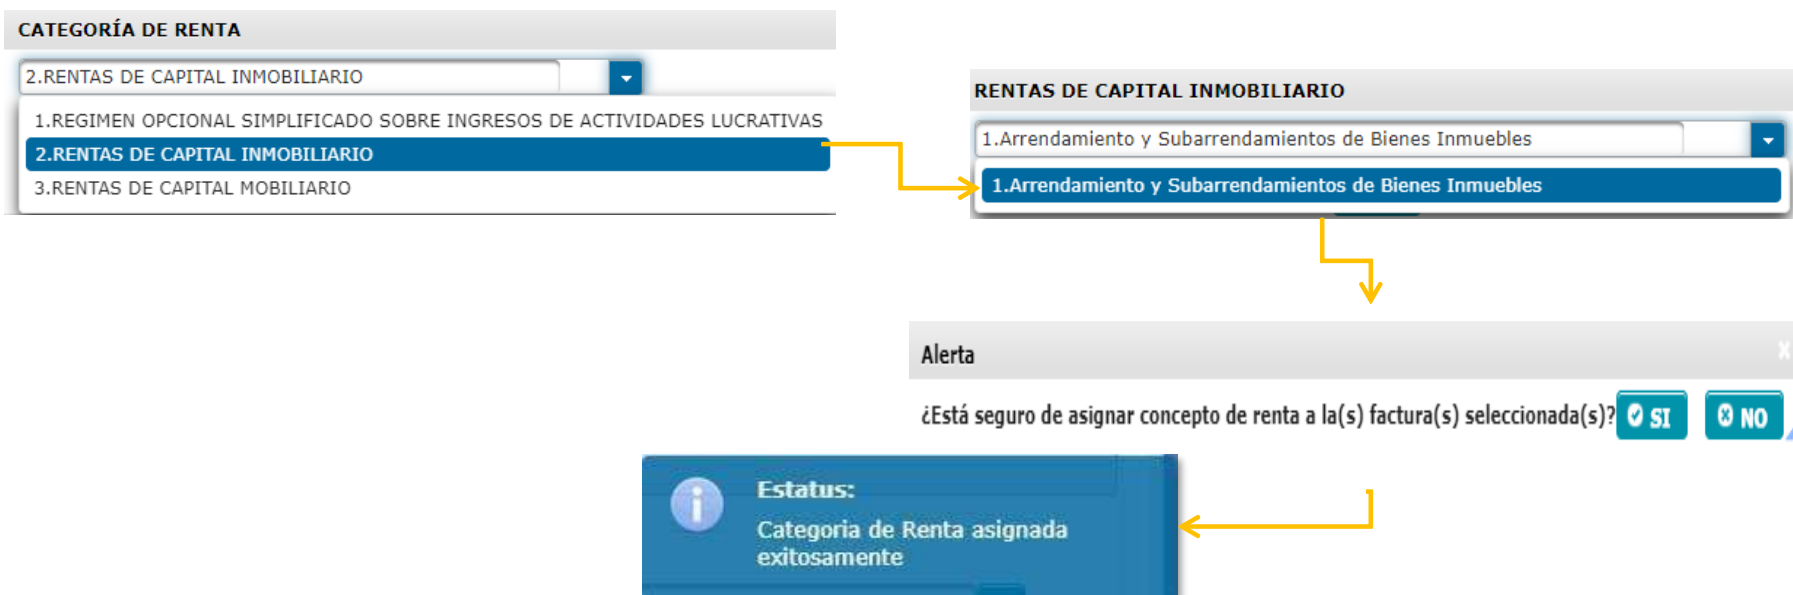 CATEGORÍA DE RENTA
2.RENTAS DE CAPITAL INMOBILIARIO
1.REGIMEN OPCIONAL SIMPLIFICADO SOBRE INGRESOS DE ACTIVIDADES LUCRATIVAS
2.RENTAS DE CAPITAL INMOBILIARIO
3.RENTAS DE CAPITAL MOBILIARIO
RENTAS DE CAPITAL INMOBILIARIO
1.Arrendamiento y Subarrendamientos de Bienes Inmuebles
1.Arrendamiento y Subarrendamientos de Bienes Inmuebles
Alerta
X
¿Está seguro de asignar concepto de renta a la(s) factura(s) seleccionada(s)? SI NO
Estatus:
Categoria de Renta asignada
exitosamente